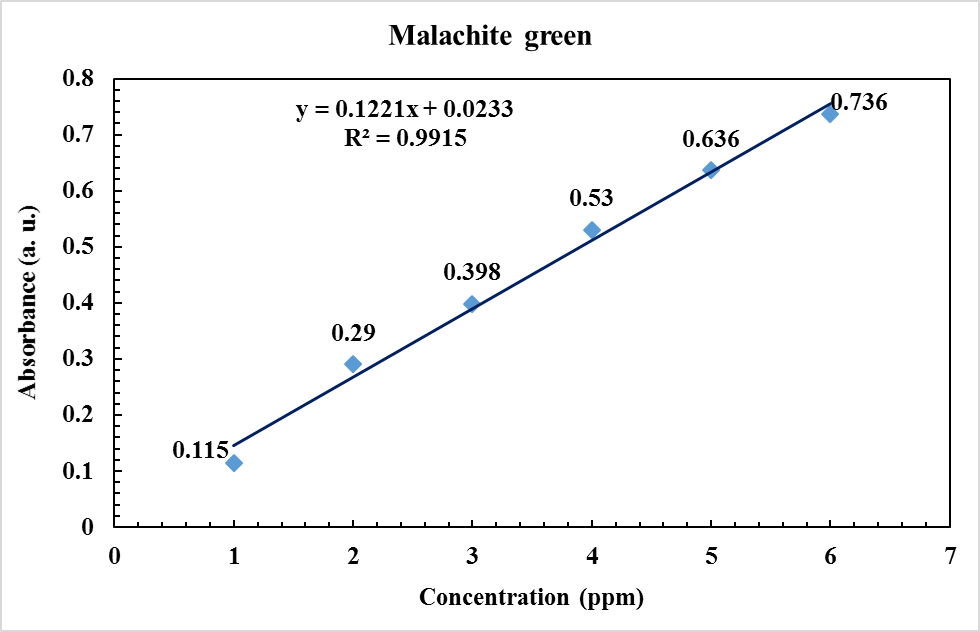 Malachite green
y = 0.1221x + 0.0233
R² = 0.9915
0.8
0.7
0.6
0.5
0.4
0.3
0.2
0.1
0
0.115
0.29
0.398
0.53
0.636
0.736
0 1 2 3 4 5 6 7
Absorbance (a. u.)
Concentration (ppm)